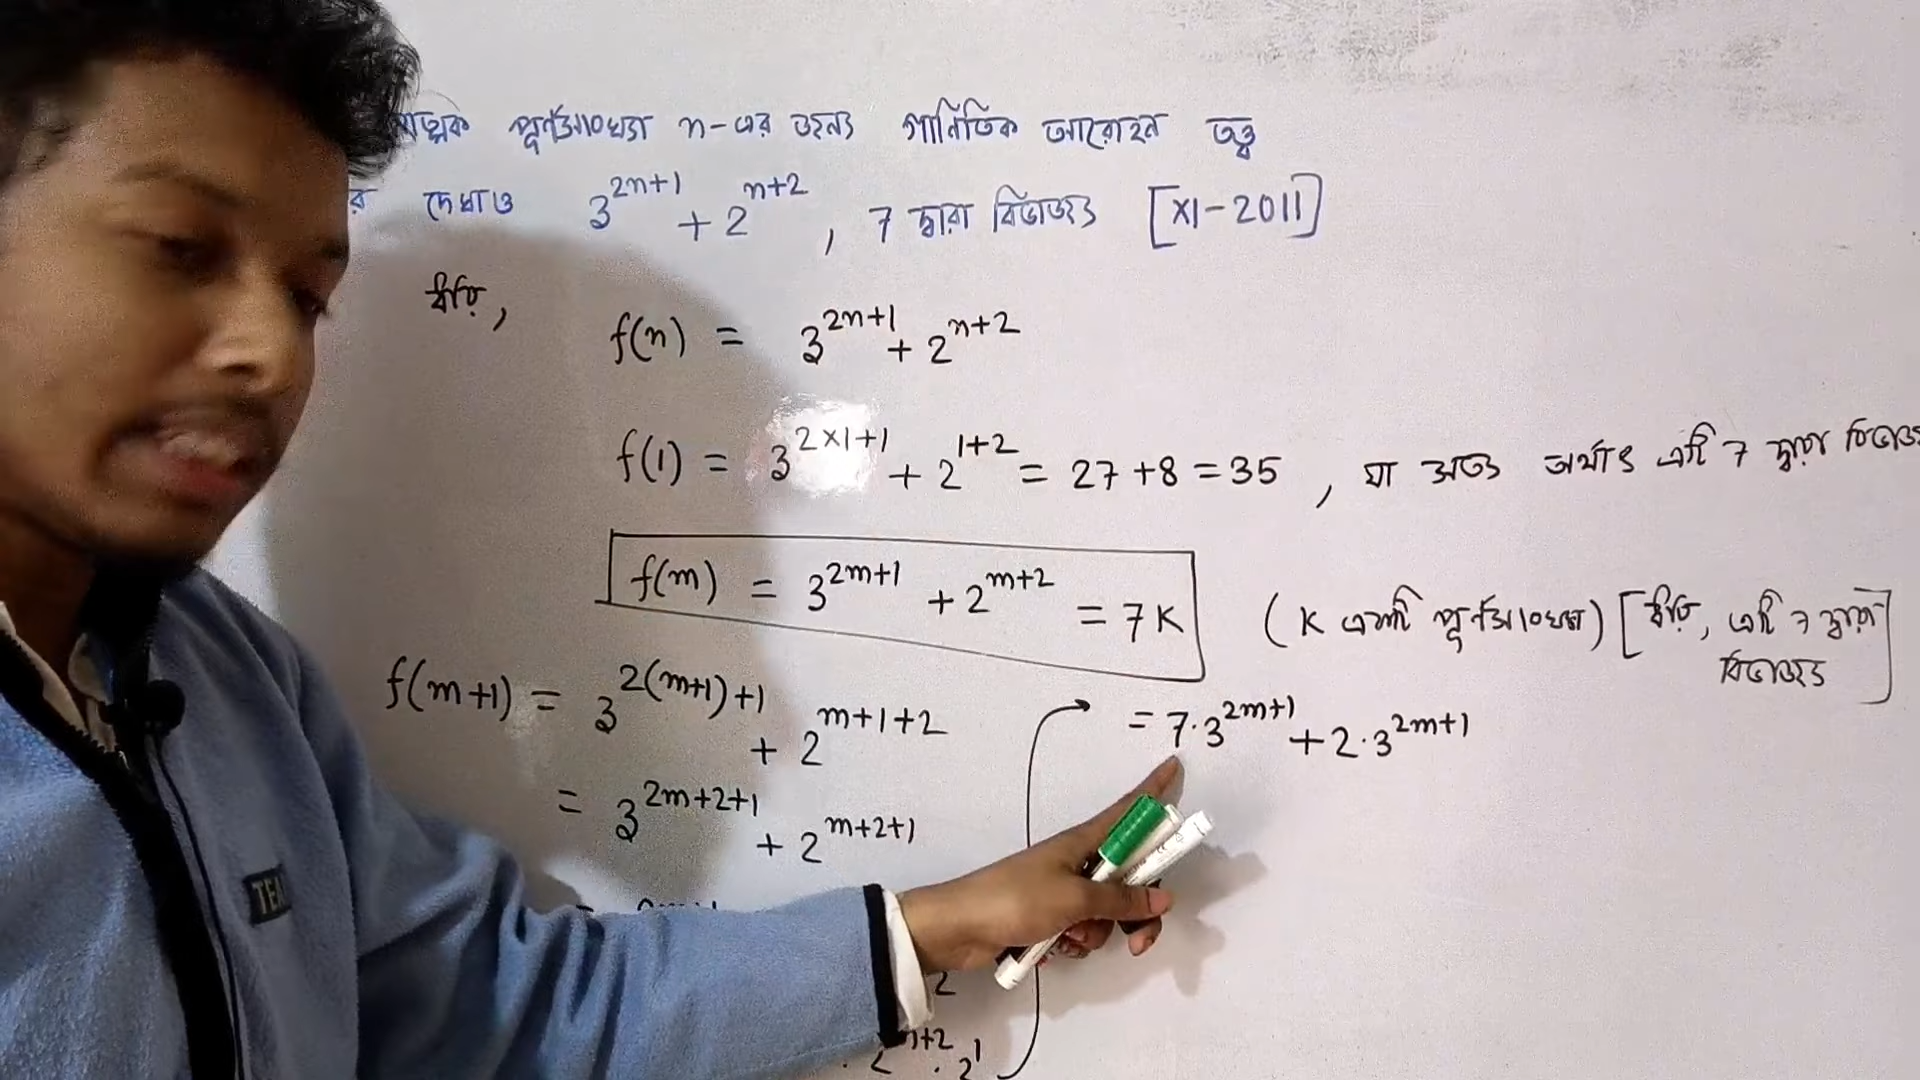 পূর্ণসংখ্যা n-এর জন্য গানিতিক আরোহন তত্ত্ব
দেখাও 3^{2n+1} + 2^{n+2} , 7 দ্বারা বিভাজ্য [XI-2011]
ধরি,
f(n) = 3^{2n+1} + 2^{n+2}
f(1) = 3^{2×1+1} + 2^{1+2} = 27 + 8 = 35 , যা সত্য অর্থাৎ এটি 7 দ্বারা
f(m) = 3^{2m+1} + 2^{m+2} = 7K (K একটি পূর্ণসংখ্যা) [ধরি, এটি 7 দ্বারা
বিভাজ্য]
f(m+1) = 3^{2(m+1)+1} + 2^{m+1+2}
= 3^{2m+2+1} + 2^{m+2+1}
= 7·3^{2m+1} + 2·3^{2m+1}
TEA